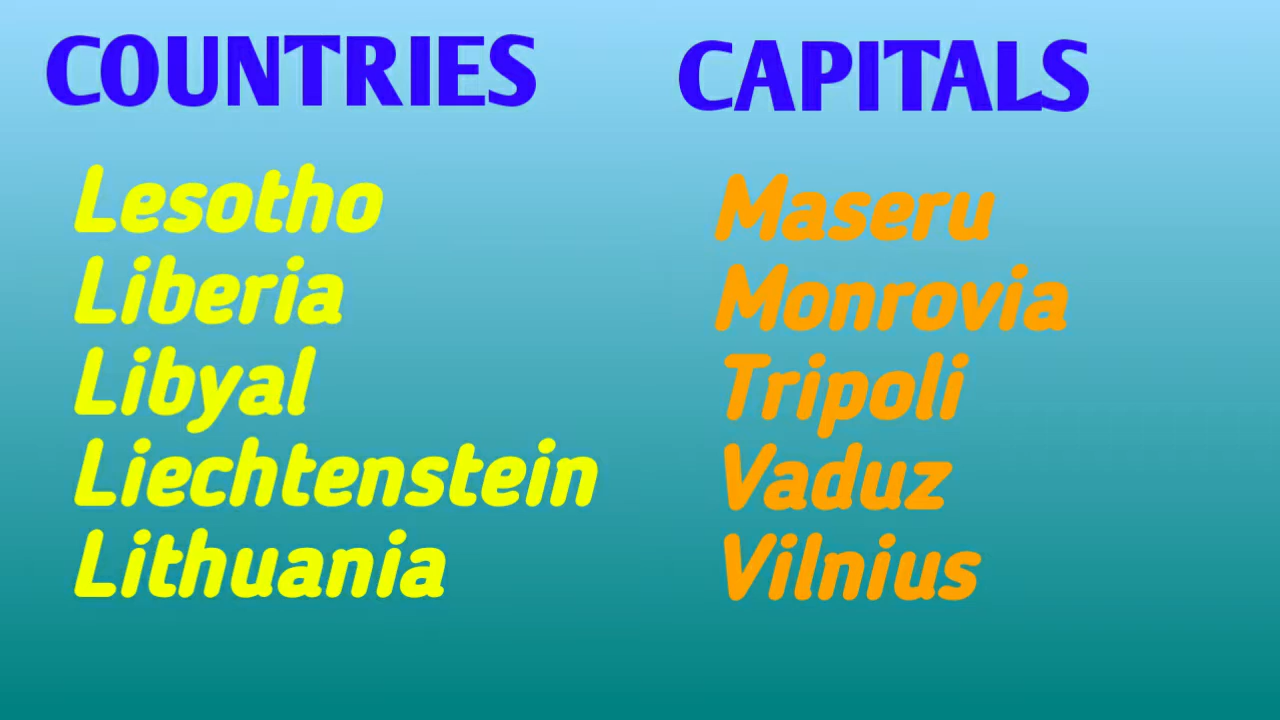 COUNTRIES CAPITALS
Lesotho Maseru
Liberia Monrovia
Libyal Tripoli
Liechtenstein Vaduz
Lithuania Vilnius